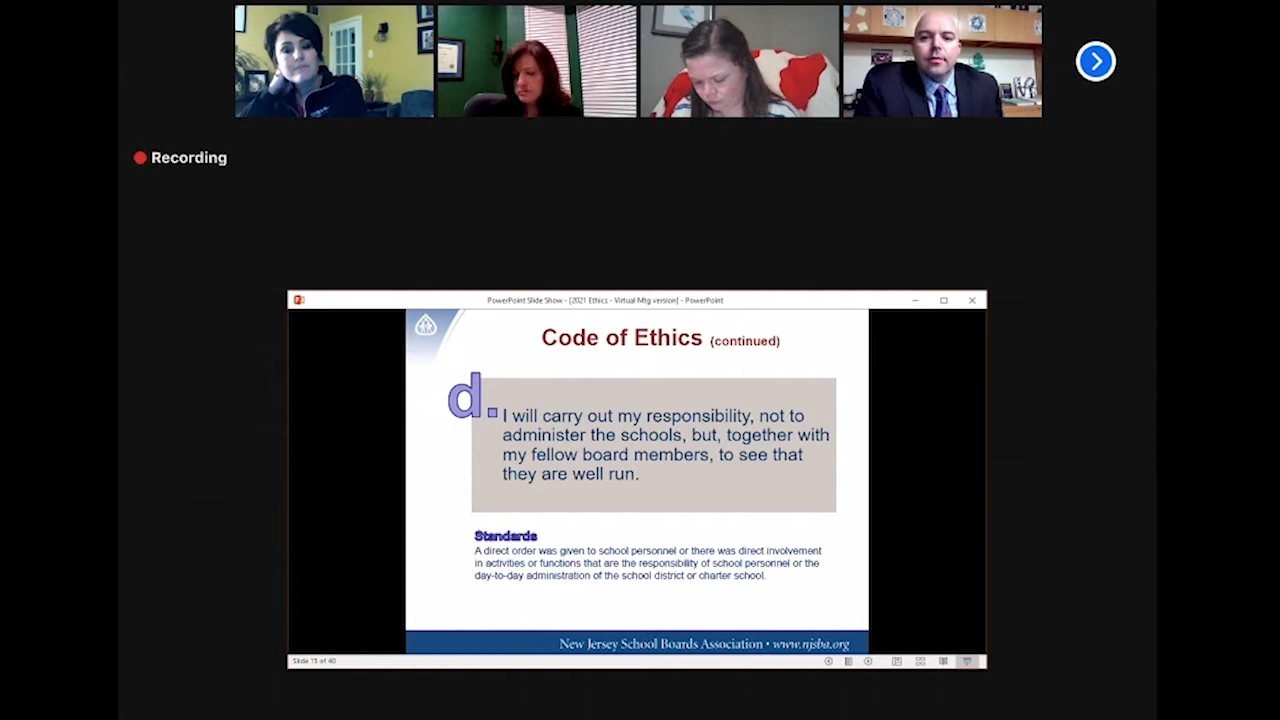 Recording
PowerPoint Slide Show - [2021 Ethics - Virtual Mtg version] - PowerPoint
Code of Ethics (continued)
d.
I will carry out my responsibility, not to
administer the schools, but, together with
my fellow board members, to see that
they are well run.
Standards
A direct order was given to school personnel or there was direct involvement
in activities or functions that are the responsibility of school personnel or the
day-to-day administration of the school district or charter school.
New Jersey School Boards Association • www.njsba.org
Slide 15 of 40